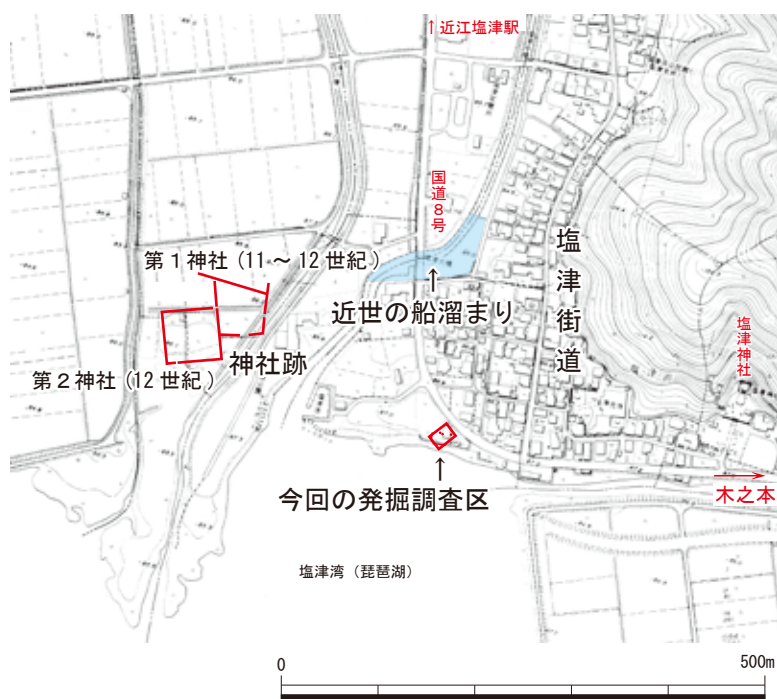 ↑近江塩津駅
国道8号
第1神社(11～12世紀)
近世の船溜まり
塩津街道
塩津神社
神社跡
第2神社(12世紀)
今回の発掘調査区
木之本
塩津湾(琵琶湖)
0 500m